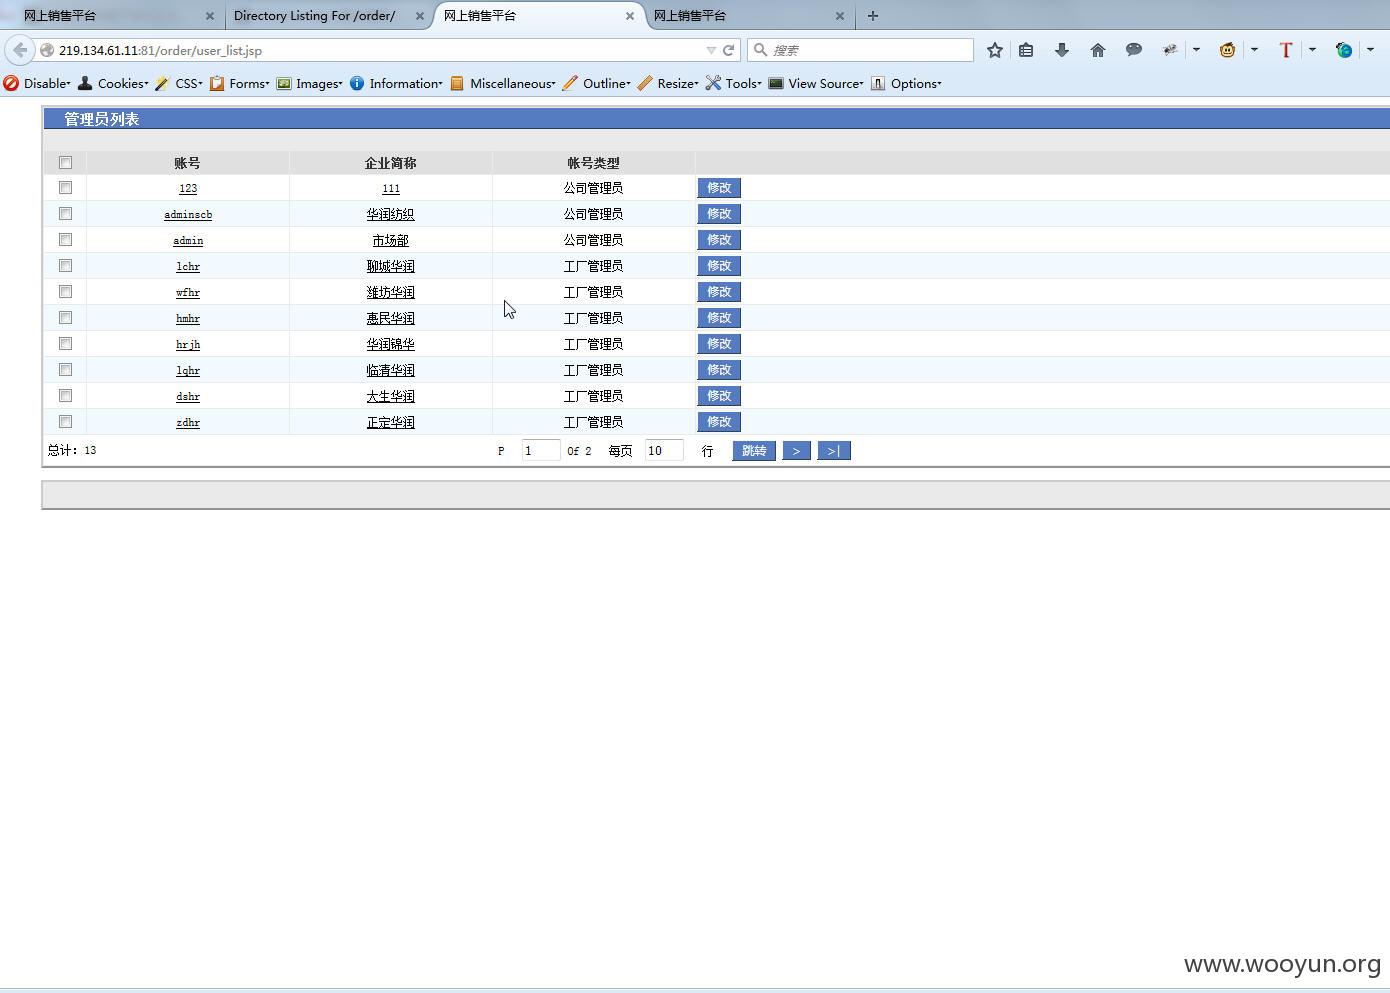 网上销售平台 Directory Listing For /order/ 网上销售平台 网上销售平台
219.134.61.11:81/order/user_list.jsp 搜索
Disable Cookies CSS Forms Images Information Miscellaneous Outline Resize Tools View Source Options
管理员列表
账号 企业简称 帐号类型
123 111 公司管理员 修改
adminscb 华润纺织 公司管理员 修改
admin 市场部 公司管理员 修改
lchr 聊城华润 工厂管理员 修改
wfhr 潍坊华润 工厂管理员 修改
hmhr 惠民华润 工厂管理员 修改
hrjh 华润锦华 工厂管理员 修改
lqhr 临清华润 工厂管理员 修改
dshr 大生华润 工厂管理员 修改
zdhr 正定华润 工厂管理员 修改
总计: 13 P 1 Of 2 每页 10 行 跳转 > >|
www.wooyun.org